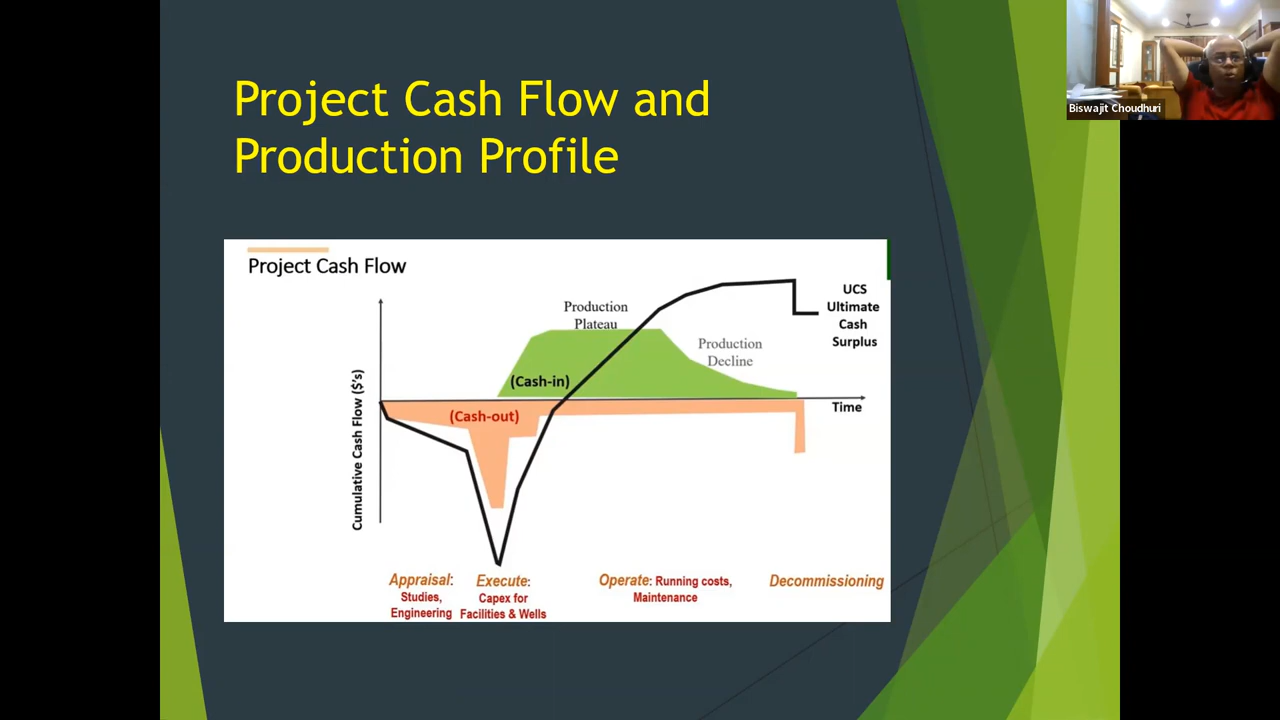 Project Cash Flow and
Production Profile
Biswajit Choudhuri
Project Cash Flow
Production
Plateau
Production
Decline
UCS
Ultimate
Cash
Surplus
(Cash-in)
(Cash-out)
Time
Cumulative Cash Flow ($'s)
Appraisal:
Studies,
Engineering
Execute:
Capex for
Facilities & Wells
Operate: Running costs,
Maintenance
Decommissioning